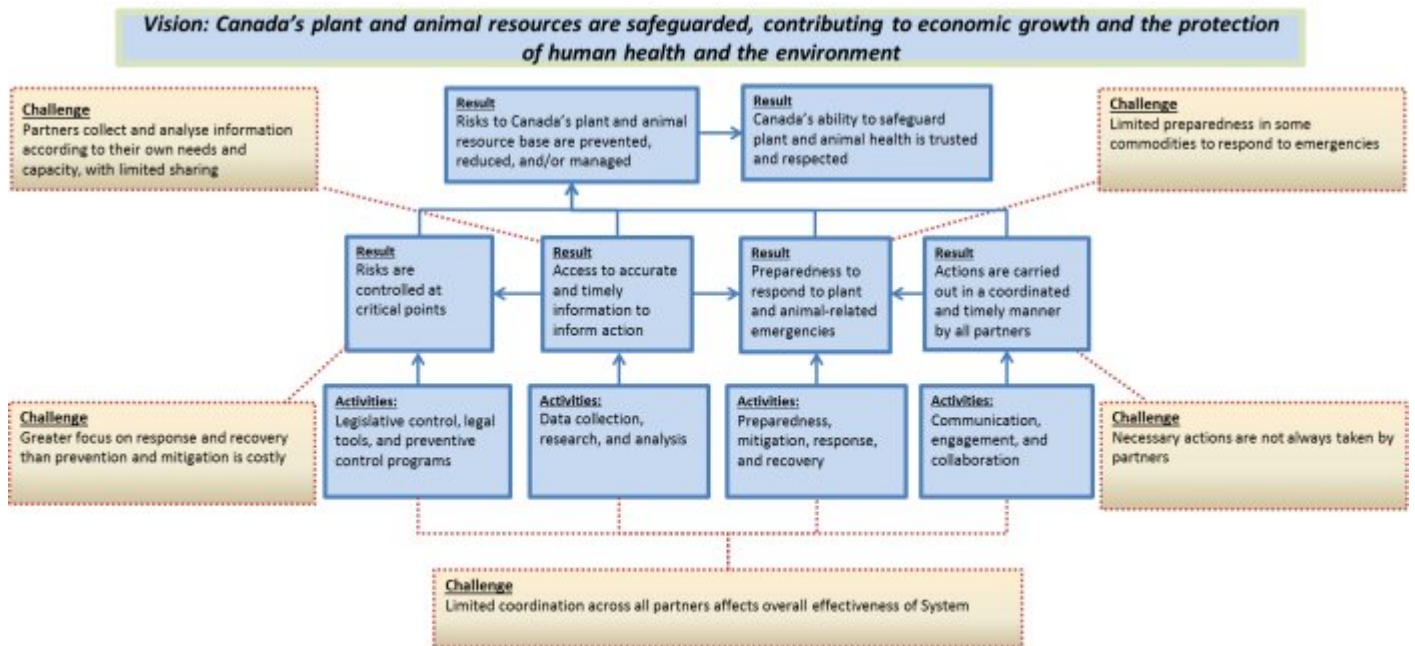 Vision: Canada's plant and animal resources are safeguarded, contributing to economic growth and the protection
of human health and the environment
Challenge
Partners collect and analyse information
according to their own needs and
capacity, with limited sharing
Result
Risks to Canada's plant and animal
resource base are prevented,
reduced, and/or managed
Result
Canada's ability to safeguard
plant and animal health is trusted
and respected
Challenge
Limited preparedness in some
commodities to respond to emergencies
Result
Risks are
controlled at
critical points
Result
Access to accurate
and timely
information to
inform action
Result
Preparedness to
respond to plant
and animal-related
emergencies
Result
Actions are carried
out in a coordinated
and timely manner
by all partners
Challenge
Greater focus on response and recovery
than prevention and mitigation is costly
Activities:
Legislative control, legal
tools, and preventive
control programs
Activities:
Data collection,
research, and analysis
Activities:
Preparedness,
mitigation, response,
and recovery
Activities:
Communication,
engagement, and
collaboration
Challenge
Necessary actions are not always taken by
partners
Challenge
Limited coordination across all partners affects overall effectiveness of System